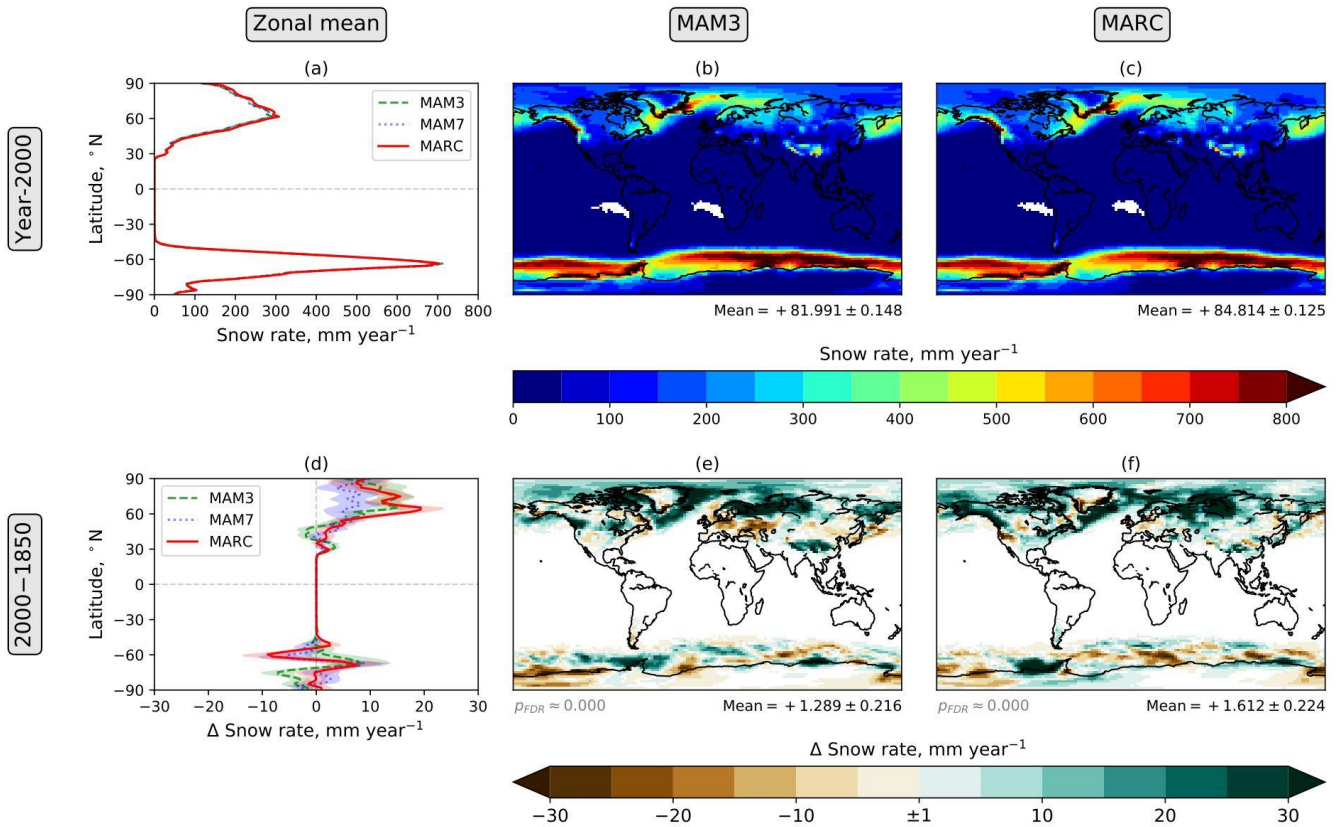 Zonal mean
MAM3
MARC
Year-2000
(a)
90
60
30
0
−30
−60
−90
Latitude, °N
MAM3
MAM7
MARC
0 100 200 300 400 500 600 700 800
Snow rate, mm year⁻¹
(b)
Mean = +81.991 ± 0.148
(c)
Mean = +84.814 ± 0.125
Snow rate, mm year⁻¹
0 100 200 300 400 500 600 700 800
2000−1850
(d)
90
60
30
0
−30
−60
−90
Latitude, °N
MAM3
MAM7
MARC
−30 −20 −10 0 10 20 30
Δ Snow rate, mm year⁻¹
(e)
p_FDR ≈ 0.000
Mean = +1.289 ± 0.216
(f)
p_FDR ≈ 0.000
Mean = +1.612 ± 0.224
Δ Snow rate, mm year⁻¹
−30 −20 −10 ±1 10 20 30